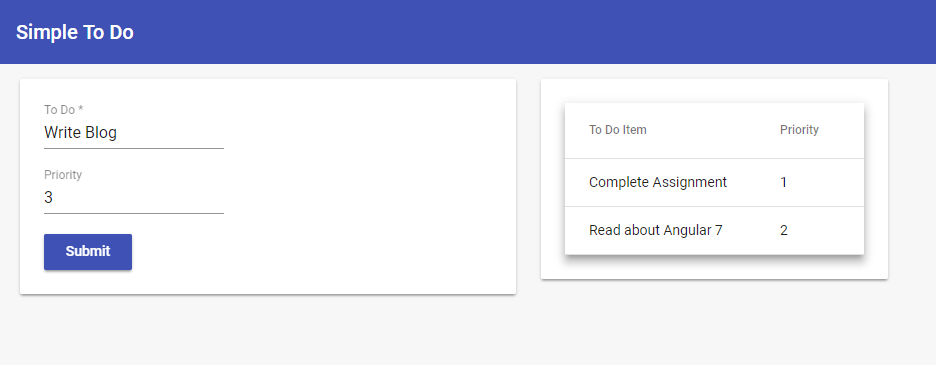 Simple To Do
To Do *
Write Blog
Priority
3
Submit
To Do Item Priority
Complete Assignment 1
Read about Angular 7 2